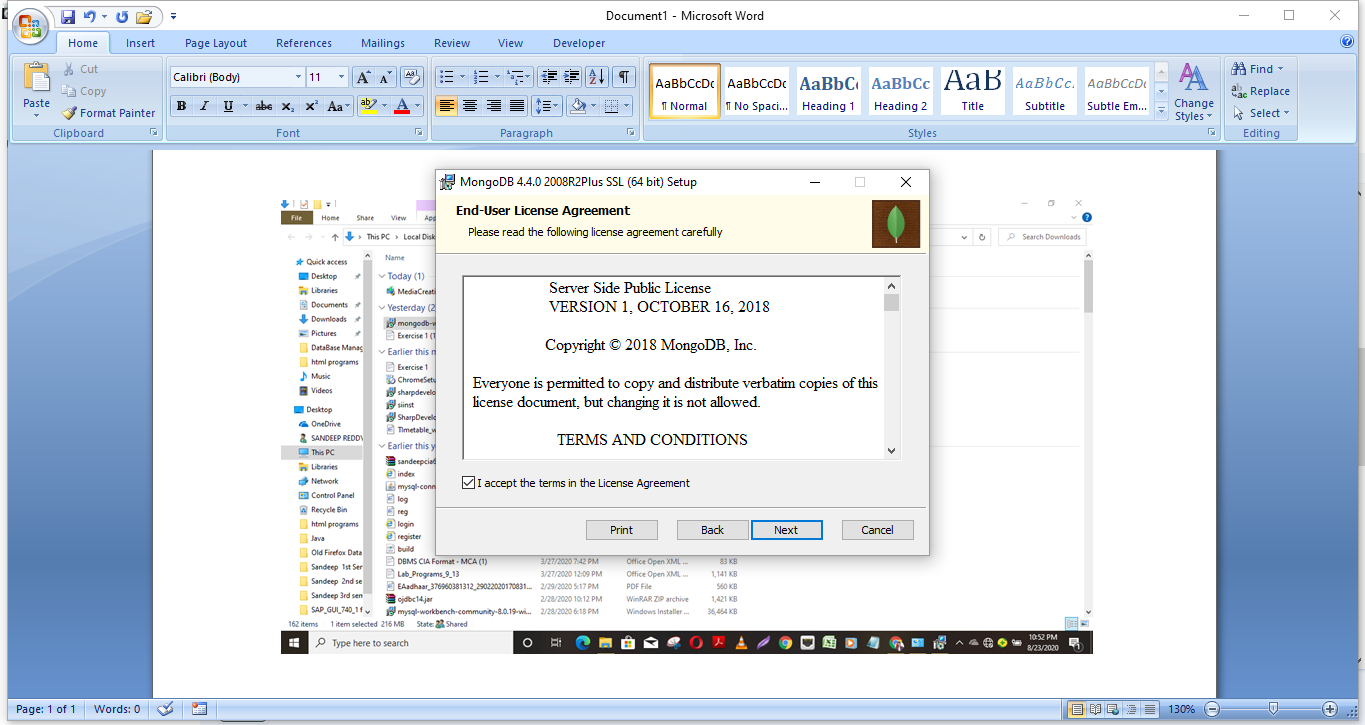 Document1 - Microsoft Word
Home Insert Page Layout References Mailings Review View Developer
Paste
Cut
Copy
Format Painter
Clipboard
Calibri (Body) 11
Font
Paragraph
AaBbCcDc AaBbCcDc AaBbC AaBbCc AaB AaBbCc. AaBbCcDc
¶ Normal ¶ No Spaci... Heading 1 Heading 2 Title Subtitle Subtle Em...
Change
Styles
Styles
Find
Replace
Select
Editing
MongoDB 4.4.0 2008R2Plus SSL (64 bit) Setup
End-User License Agreement
Please read the following license agreement carefully
Server Side Public License
VERSION 1, OCTOBER 16, 2018
Copyright © 2018 MongoDB, Inc.
Everyone is permitted to copy and distribute verbatim copies of this
license document, but changing it is not allowed.
TERMS AND CONDITIONS
I accept the terms in the License Agreement
Print Back Next Cancel
File Home Share View App
This PC Local Disk
Search Downloads
Quick access
Desktop
Libraries
Documents
Downloads
Pictures
DataBase Manag
html programs
Music
Videos
Desktop
OneDrive
SANDEEP REDDY
This PC
Libraries
Network
Control Panel
Recycle Bin
html programs
Java
Old Firefox Data
Sandeep 1st Ser
Sandeep 2nd se
Sandeep 3rd sem
SAP_GUI_740_1 f
Name
Today (1)
MediaCreati
Yesterday (2
mongodb-w
Exercise 1 (1
Earlier this m
Exercise 1
ChromeSetu
sharpdevelo
siinst
SharpDevelo
Timetable_w
Earlier this ye
sandeepcia6
index
mysql-conn
log
reg
login
register
build
DBMS CIA Format - MCA (1) 3/27/2020 7:42 PM Office Open XML ... 83 KB
Lab_Programs_9_13 3/27/2020 12:09 PM Office Open XML ... 1,141 KB
EAadhaar_376960381312_29022020170831... 2/29/2020 5:17 PM PDF File 560 KB
ojdbc14.jar 2/28/2020 10:12 PM WinRAR ZIP archive 1,421 KB
mysql-workbench-community-8.0.19-wi... 2/28/2020 6:18 PM Windows Installer ... 36,464 KB
162 items 1 item selected 216 MB State: Shared
Type here to search
10:52 PM
8/23/2020
Page: 1 of 1 Words: 0 130%